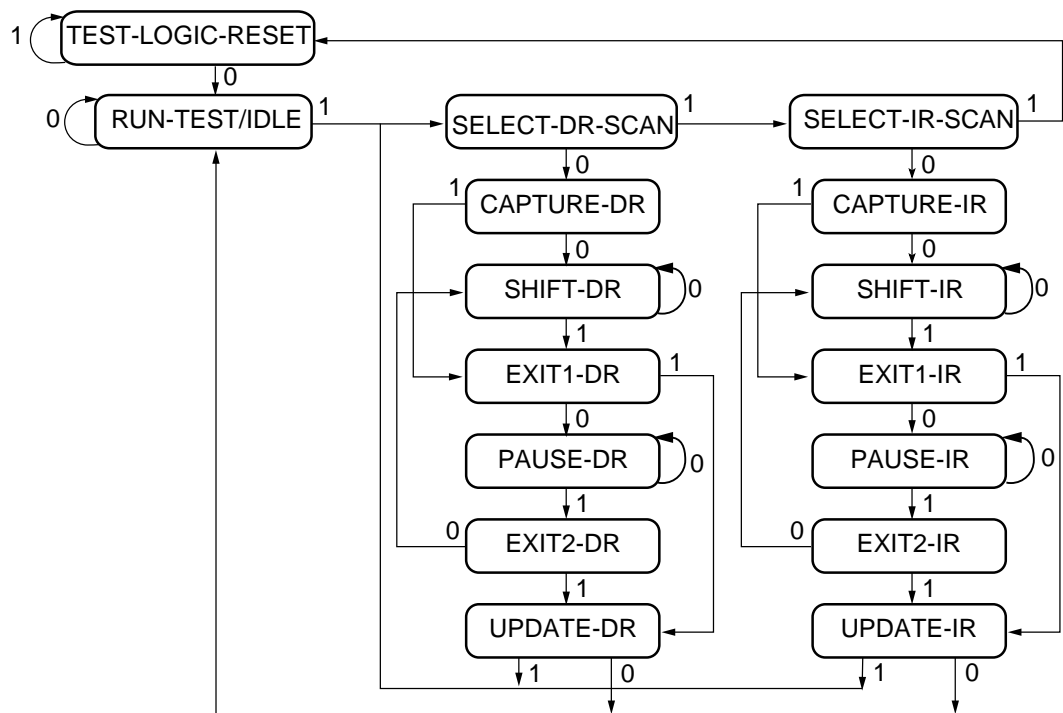 1
TEST-LOGIC-RESET
0
0
RUN-TEST/IDLE
1
SELECT-DR-SCAN
1
SELECT-IR-SCAN
1
0
0
1
CAPTURE-DR
1
CAPTURE-IR
0
0
SHIFT-DR
0
SHIFT-IR
0
1
1
EXIT1-DR
1
EXIT1-IR
1
0
0
PAUSE-DR
0
PAUSE-IR
0
1
1
0
EXIT2-DR
0
EXIT2-IR
1
1
UPDATE-DR
UPDATE-IR
1
0
1
0